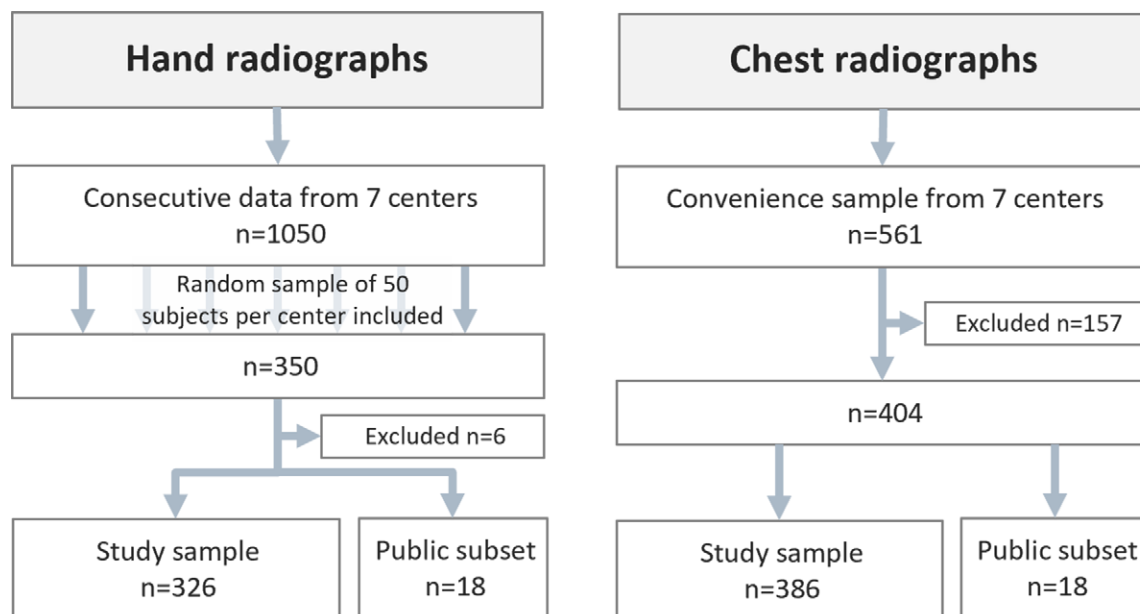 Hand radiographs
Consecutive data from 7 centers
n=1050
Random sample of 50
subjects per center included
n=350
Excluded n=6
Study sample
n=326
Public subset
n=18
Chest radiographs
Convenience sample from 7 centers
n=561
Excluded n=157
n=404
Study sample
n=386
Public subset
n=18